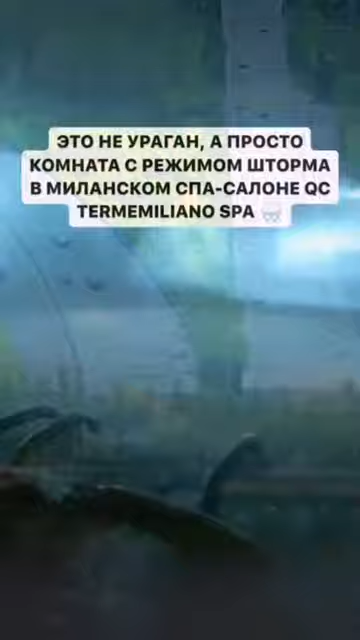 ЭТО НЕ УРАГАН, А ПРОСТО
КОМНАТА С РЕЖИМОМ ШТОРМА
В МИЛАНСКОМ СПА-САЛОНЕ QC
TERMEMILIANO SPA